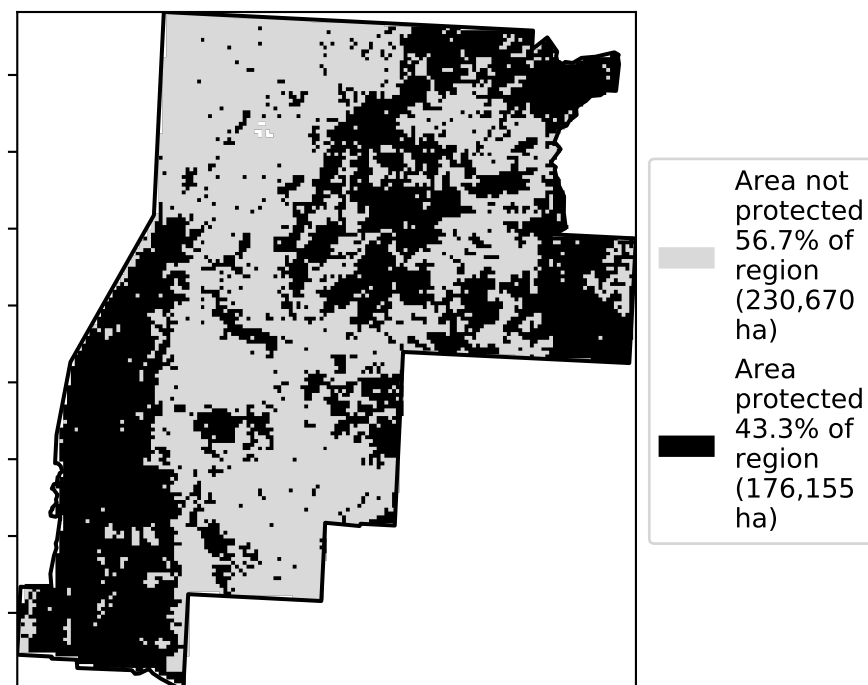 Area not
protected
56.7% of
region
(230,670
ha)
Area
protected
43.3% of
region
(176,155
ha)